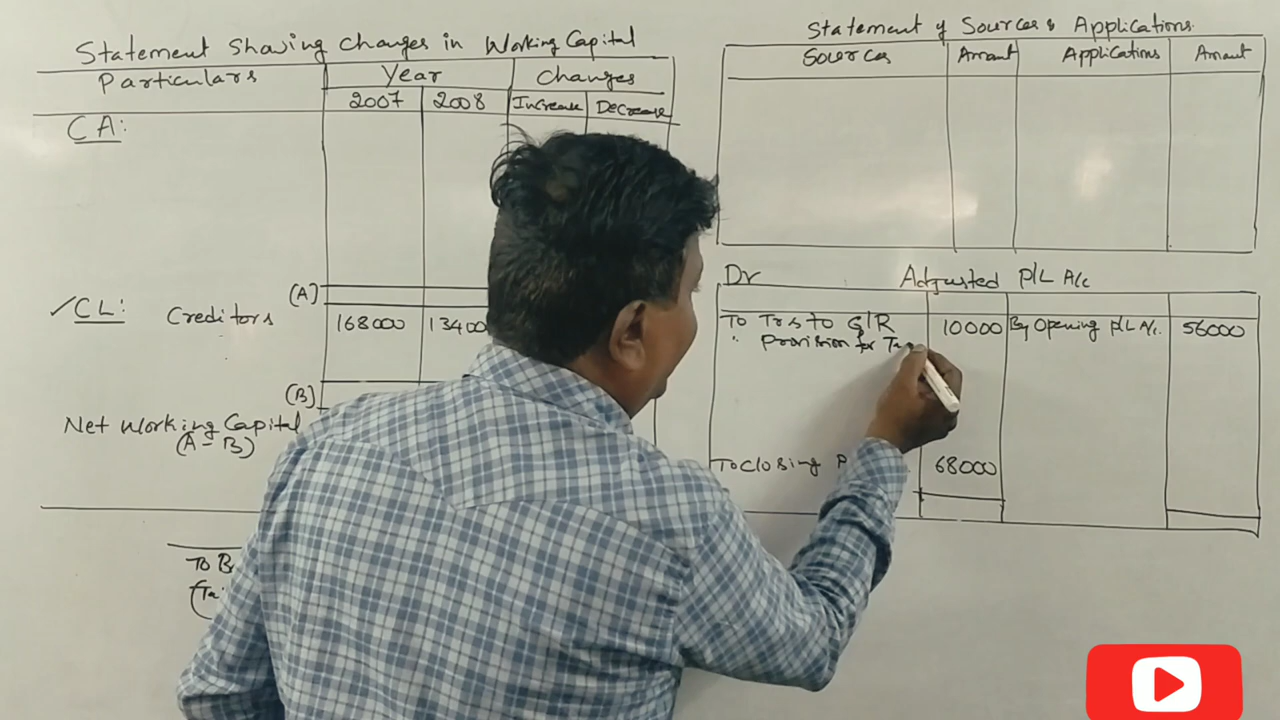 Statement Showing Changes in Working Capital
Particulars Year Changes
2007 2008 Increase Decrease
CA:
(A)
✓CL: Creditors 168000 13400
(B)
Net Working Capital
(A - B)
To
Statement of Sources & Applications.
Sources Amount Applications Amount
Dr Adjusted P/L A/c
To Trs to G/R 10000 By Opening P/L A/c. 56000
" Provision for
To Closing P 68000